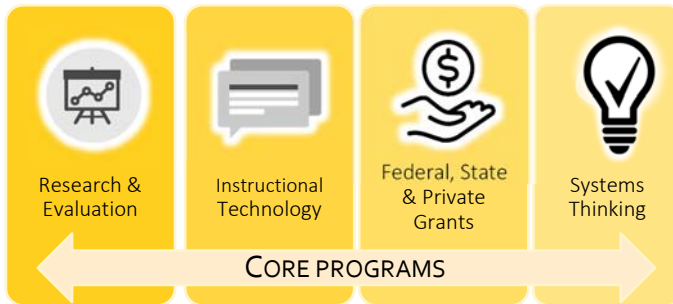 Research &
Evaluation
Instructional
Technology
$
Federal, State
& Private
Grants
Systems
Thinking
CORE PROGRAMS